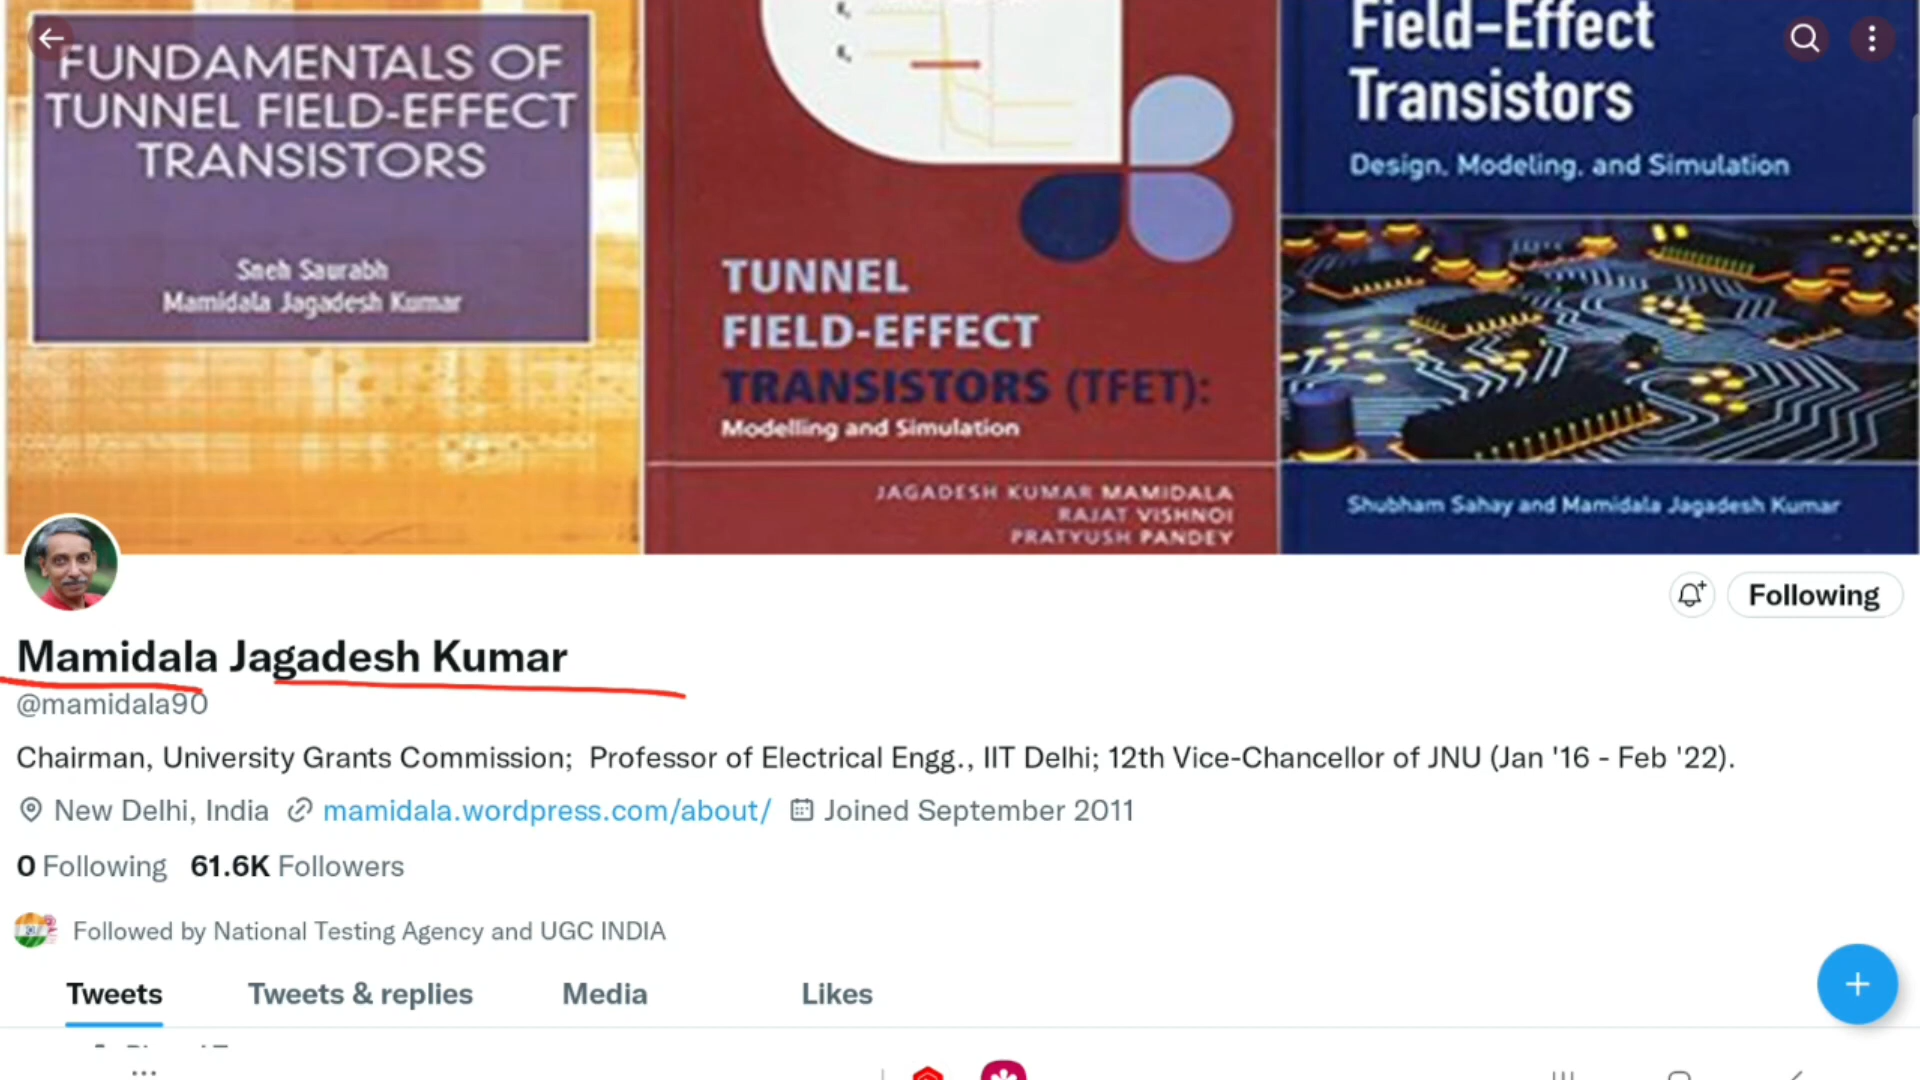 FUNDAMENTALS OF
TUNNEL FIELD-EFFECT
TRANSISTORS
Sneh Saurabh
Mamidala Jagadesh Kumar
TUNNEL
FIELD-EFFECT
TRANSISTORS (TFET):
Modelling and Simulation
JAGADESH KUMAR MAMIDALA
RAJAT VISHNOI
PRATYUSH PANDEY
Field-Effect
Transistors
Design, Modeling, and Simulation
Shubham Sahay and Mamidala Jagadesh Kumar
Following
Mamidala Jagadesh Kumar
@mamidala90
Chairman, University Grants Commission; Professor of Electrical Engg., IIT Delhi; 12th Vice-Chancellor of JNU (Jan '16 - Feb '22).
New Delhi, India mamidala.wordpress.com/about/ Joined September 2011
0 Following 61.6K Followers
Followed by National Testing Agency and UGC INDIA
Tweets Tweets & replies Media Likes